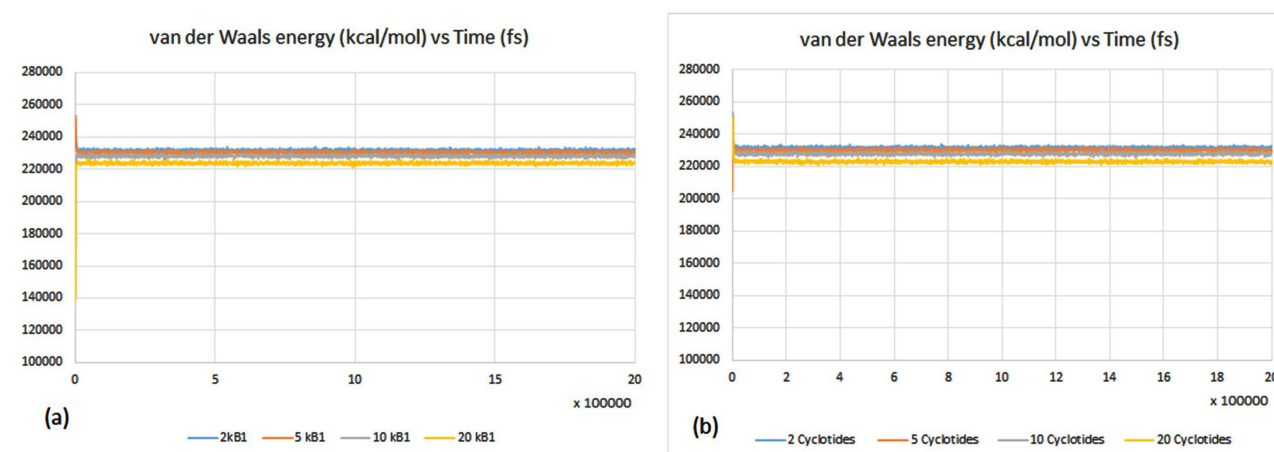 van der Waals energy (kcal/mol) vs Time (fs)
280000
260000
240000
220000
200000
180000
160000
140000
120000
100000
0 5 10 15 20
x 100000
(a)
2kB1 5 kB1 10 kB1 20 kB1
van der Waals energy (kcal/mol) vs Time (fs)
280000
260000
240000
220000
200000
180000
160000
140000
120000
100000
0 2 4 6 8 10 12 14 16 18 20
x 100000
(b)
2 Cyclotides 5 Cyclotides 10 Cyclotides 20 Cyclotides